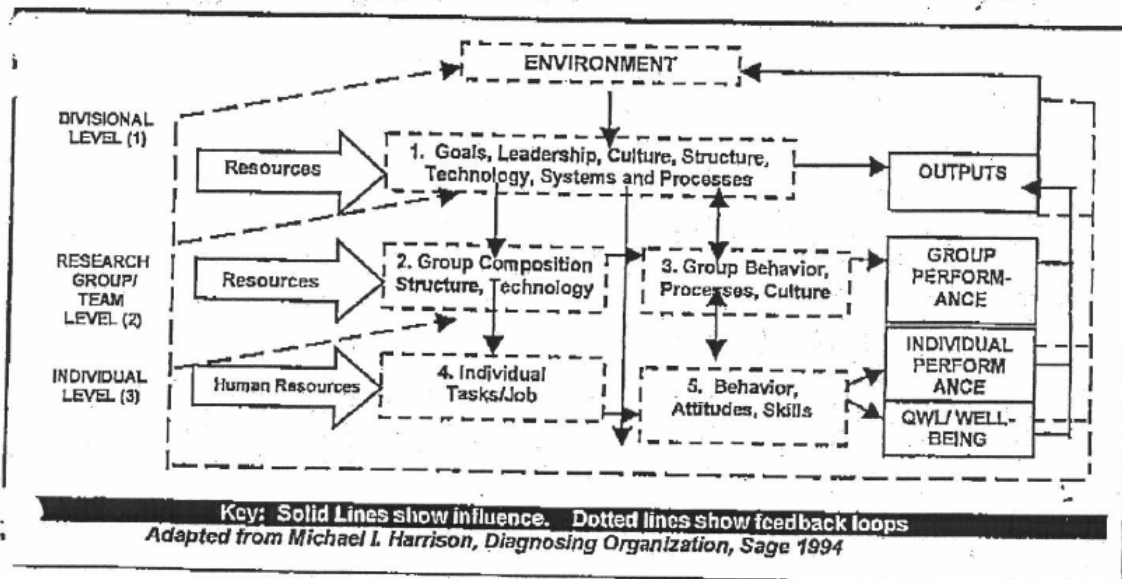 ENVIRONMENT
DIVISIONAL
LEVEL (1)
Resources
1. Goals, Leadership, Culture, Structure,
Technology, Systems and Processes
OUTPUTS
RESEARCH
GROUP/
TEAM
LEVEL (2)
Resources
2. Group Composition
Structure, Technology
3. Group Behavior,
Processes, Culture
GROUP
PERFORM-
ANCE
INDIVIDUAL
LEVEL (3)
Human Resources
4. Individual
Tasks/Job
5. Behavior,
Attitudes, Skills
INDIVIDUAL
PERFORM
ANCE
QWL/ WELL-
BEING
Key: Solid Lines show influence. Dotted lines show feedback loops
Adapted from Michael I. Harrison, Diagnosing Organization, Sage 1994